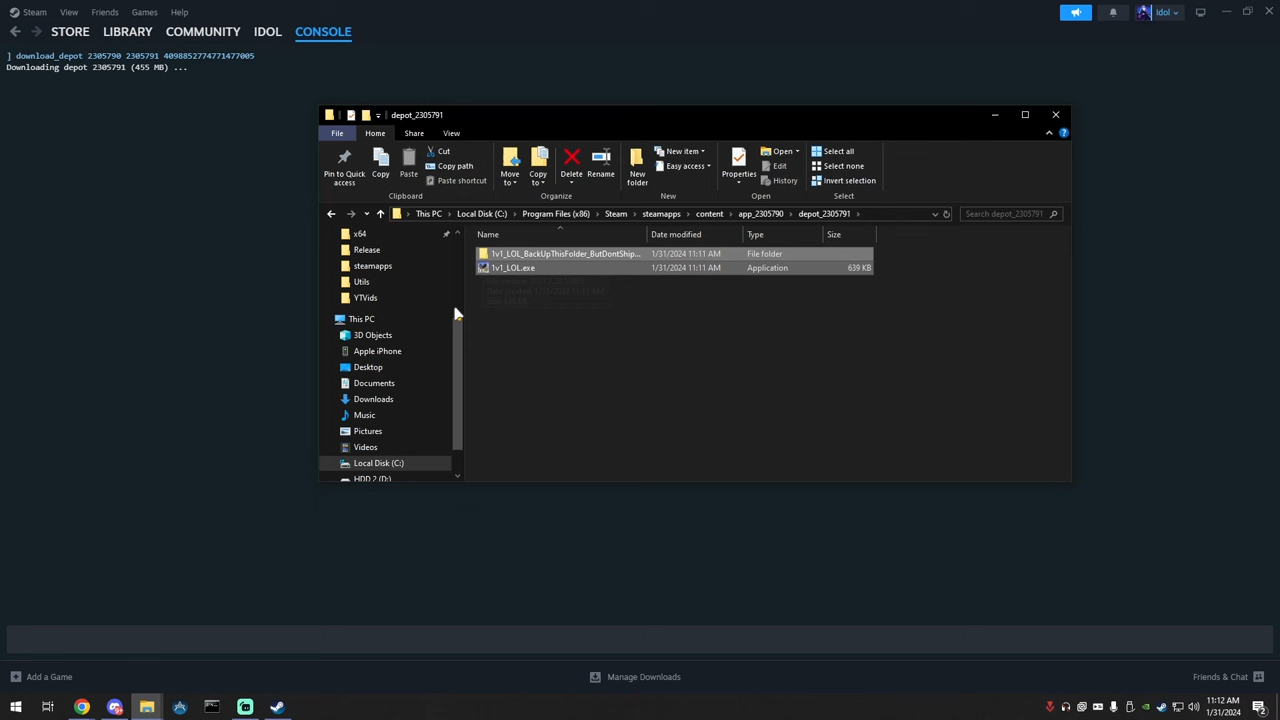 Steam View Friends Games Help
Idol
STORE LIBRARY COMMUNITY IDOL CONSOLE
] download_depot 2305790 2305791 4098852774771477005
Downloading depot 2305791 (455 MB) ...
depot_2305791
File Home Share View
Pin to Quick access
Copy
Paste
Cut
Copy path
Paste shortcut
Move to
Copy to
Delete
Rename
New folder
New item
Easy access
Properties
Open
Edit
History
Select all
Select none
Invert selection
Clipboard Organize New Open Select
This PC > Local Disk (C:) > Program Files (x86) > Steam > steamapps > content > app_2305790 > depot_2305791 >
Search depot_2305791
Name Date modified Type Size
1v1_LOL_BackUpThisFolder_ButDontShip... 1/31/2024 11:11 AM File folder
1v1_LOL.exe 1/31/2024 11:11 AM Application 639 KB
x64
Release
steamapps
Utils
YTVids
This PC
3D Objects
Apple iPhone
Desktop
Documents
Downloads
Music
Pictures
Videos
Local Disk (C:)
HDD 2 (D:)
Add a Game
Manage Downloads
Friends & Chat
11:12 AM
1/31/2024
2